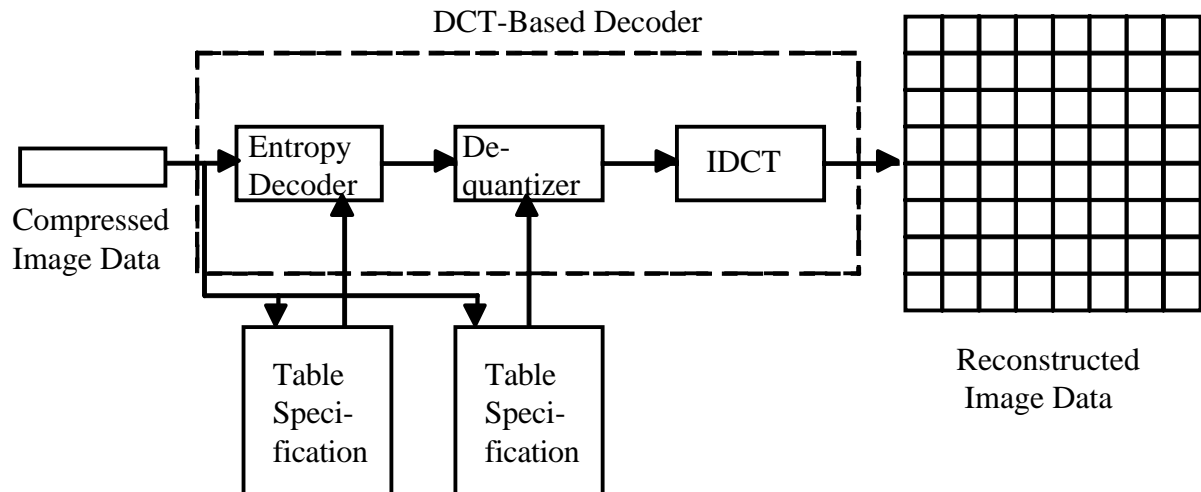 DCT-Based Decoder
Compressed
Image Data
Entropy
Decoder
De-
quantizer
IDCT
Table
Speci-
fication
Table
Speci-
fication
Reconstructed
Image Data